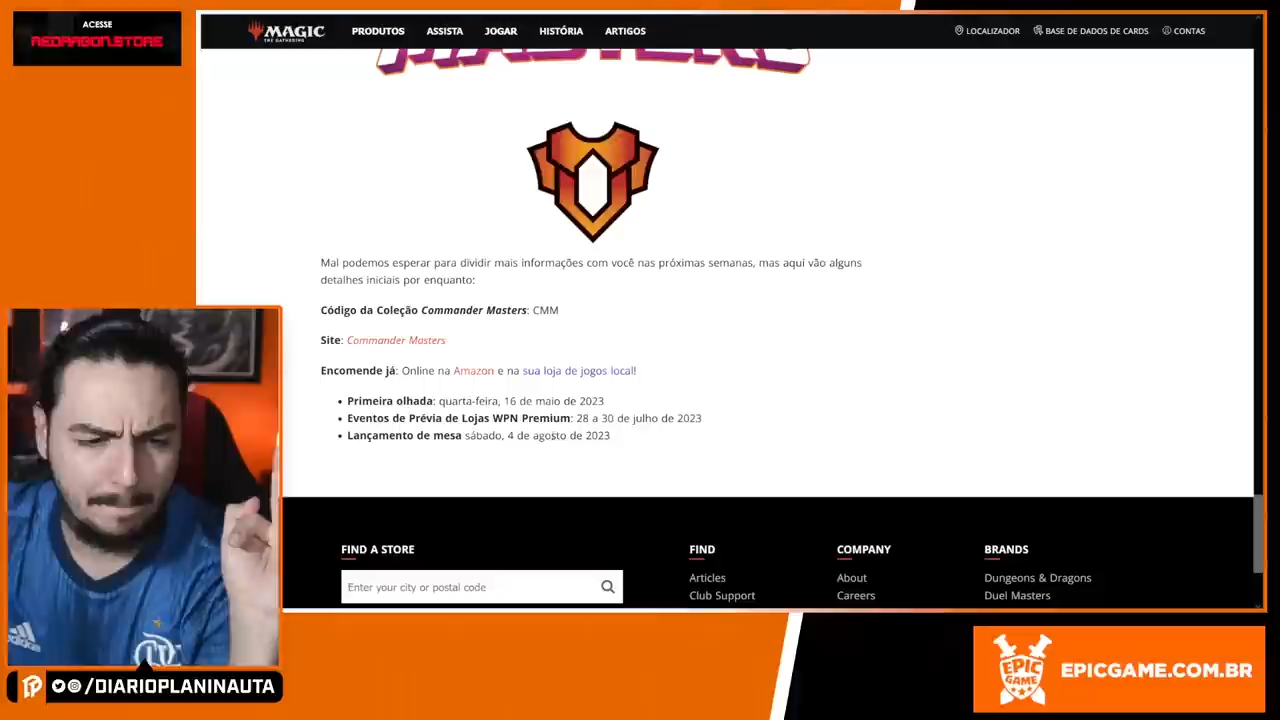 ACESSE
REDRAGON.STORE
MAGIC
THE GATHERING
PRODUTOS
ASSISTA
JOGAR
HISTÓRIA
ARTIGOS
LOCALIZADOR
BASE DE DADOS DE CARDS
CONTAS
MASTERS
Mal podemos esperar para dividir mais informações com você nas próximas semanas, mas aqui vão alguns
detalhes iniciais por enquanto:
Código da Coleção Commander Masters: CMM
Site: Commander Masters
Encomende já: Online na Amazon e na sua loja de jogos local!
• Primeira olhada: quarta-feira, 16 de maio de 2023
• Eventos de Prévia de Lojas WPN Premium: 28 a 30 de julho de 2023
• Lançamento de mesa sábado, 4 de agosto de 2023
FIND A STORE
Enter your city or postal code
FIND
Articles
Club Support
COMPANY
About
Careers
BRANDS
Dungeons & Dragons
Duel Masters
/DIARIOPLANINAUTA
EPIC
GAME
EPICGAME.COM.BR